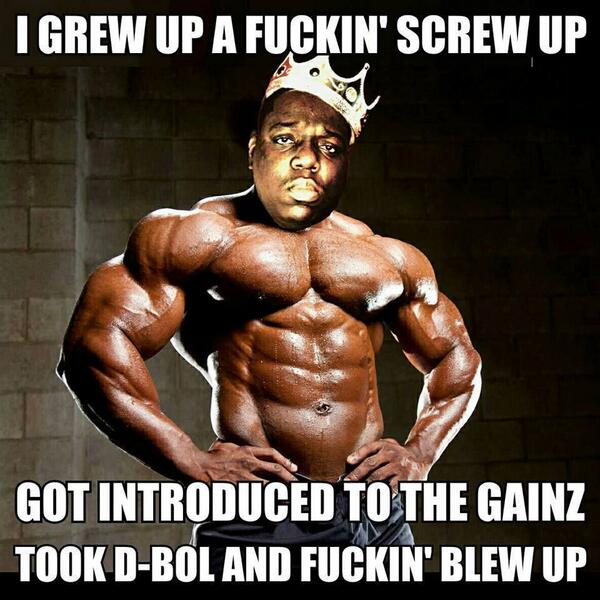 I GREW UP A FUCKIN' SCREW UP
GOT INTRODUCED TO THE GAINZ
TOOK D-BOL AND FUCKIN' BLEW UP